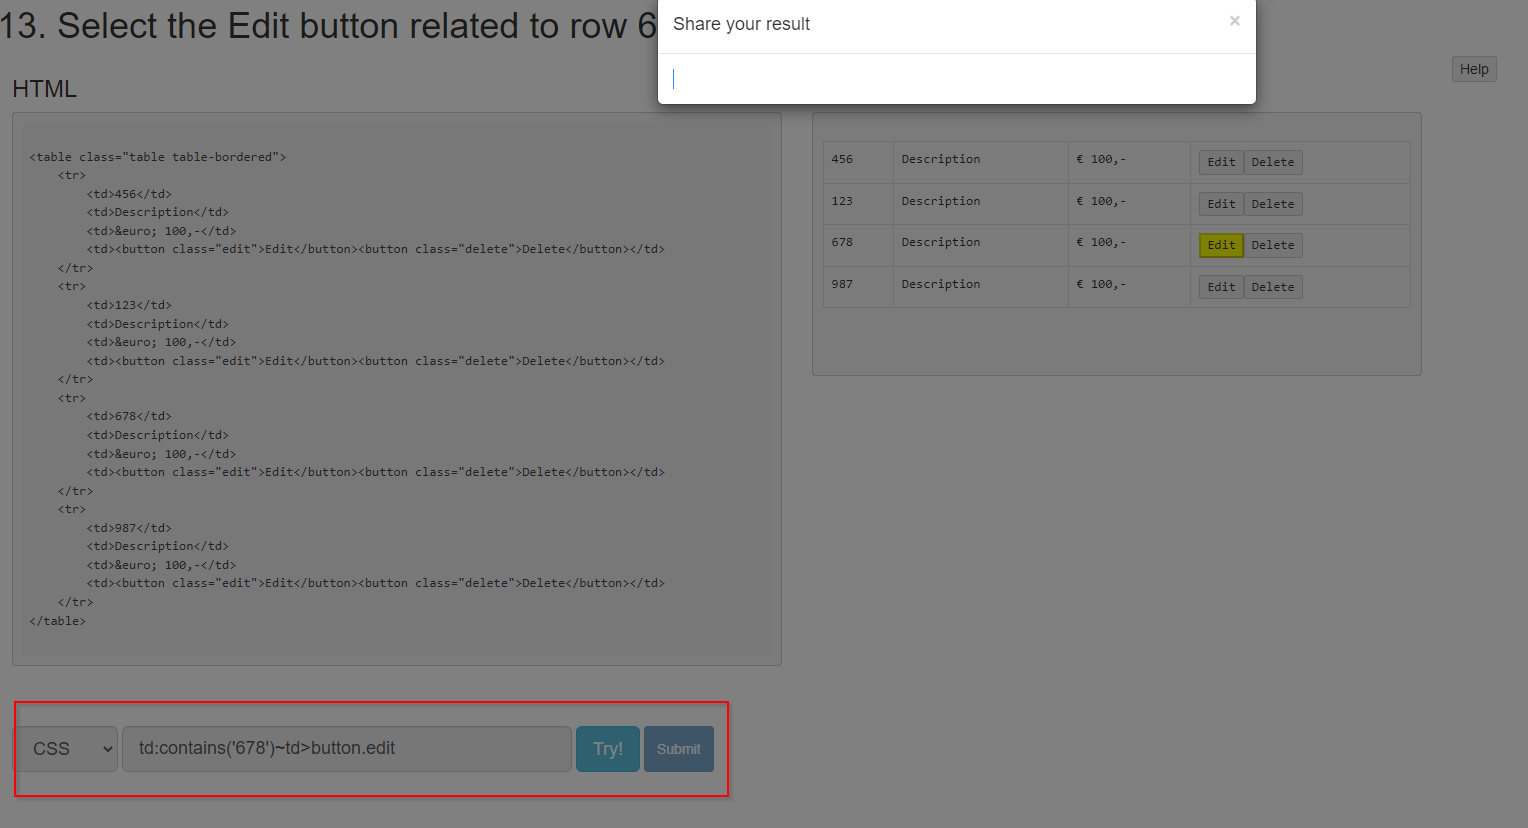 13. Select the Edit button related to row 6
Share your result
×
Help
HTML
<table class="table table-bordered">
<tr>
<td>456</td>
<td>Description</td>
<td>&euro; 100,-</td>
<td><button class="edit">Edit</button><button class="delete">Delete</button></td>
</tr>
<tr>
<td>123</td>
<td>Description</td>
<td>&euro; 100,-</td>
<td><button class="edit">Edit</button><button class="delete">Delete</button></td>
</tr>
<tr>
<td>678</td>
<td>Description</td>
<td>&euro; 100,-</td>
<td><button class="edit">Edit</button><button class="delete">Delete</button></td>
</tr>
<tr>
<td>987</td>
<td>Description</td>
<td>&euro; 100,-</td>
<td><button class="edit">Edit</button><button class="delete">Delete</button></td>
</tr>
</table>
456 Description € 100,- Edit Delete
123 Description € 100,- Edit Delete
678 Description € 100,- Edit Delete
987 Description € 100,- Edit Delete
CSS td:contains('678')~td>button.edit Try! Submit